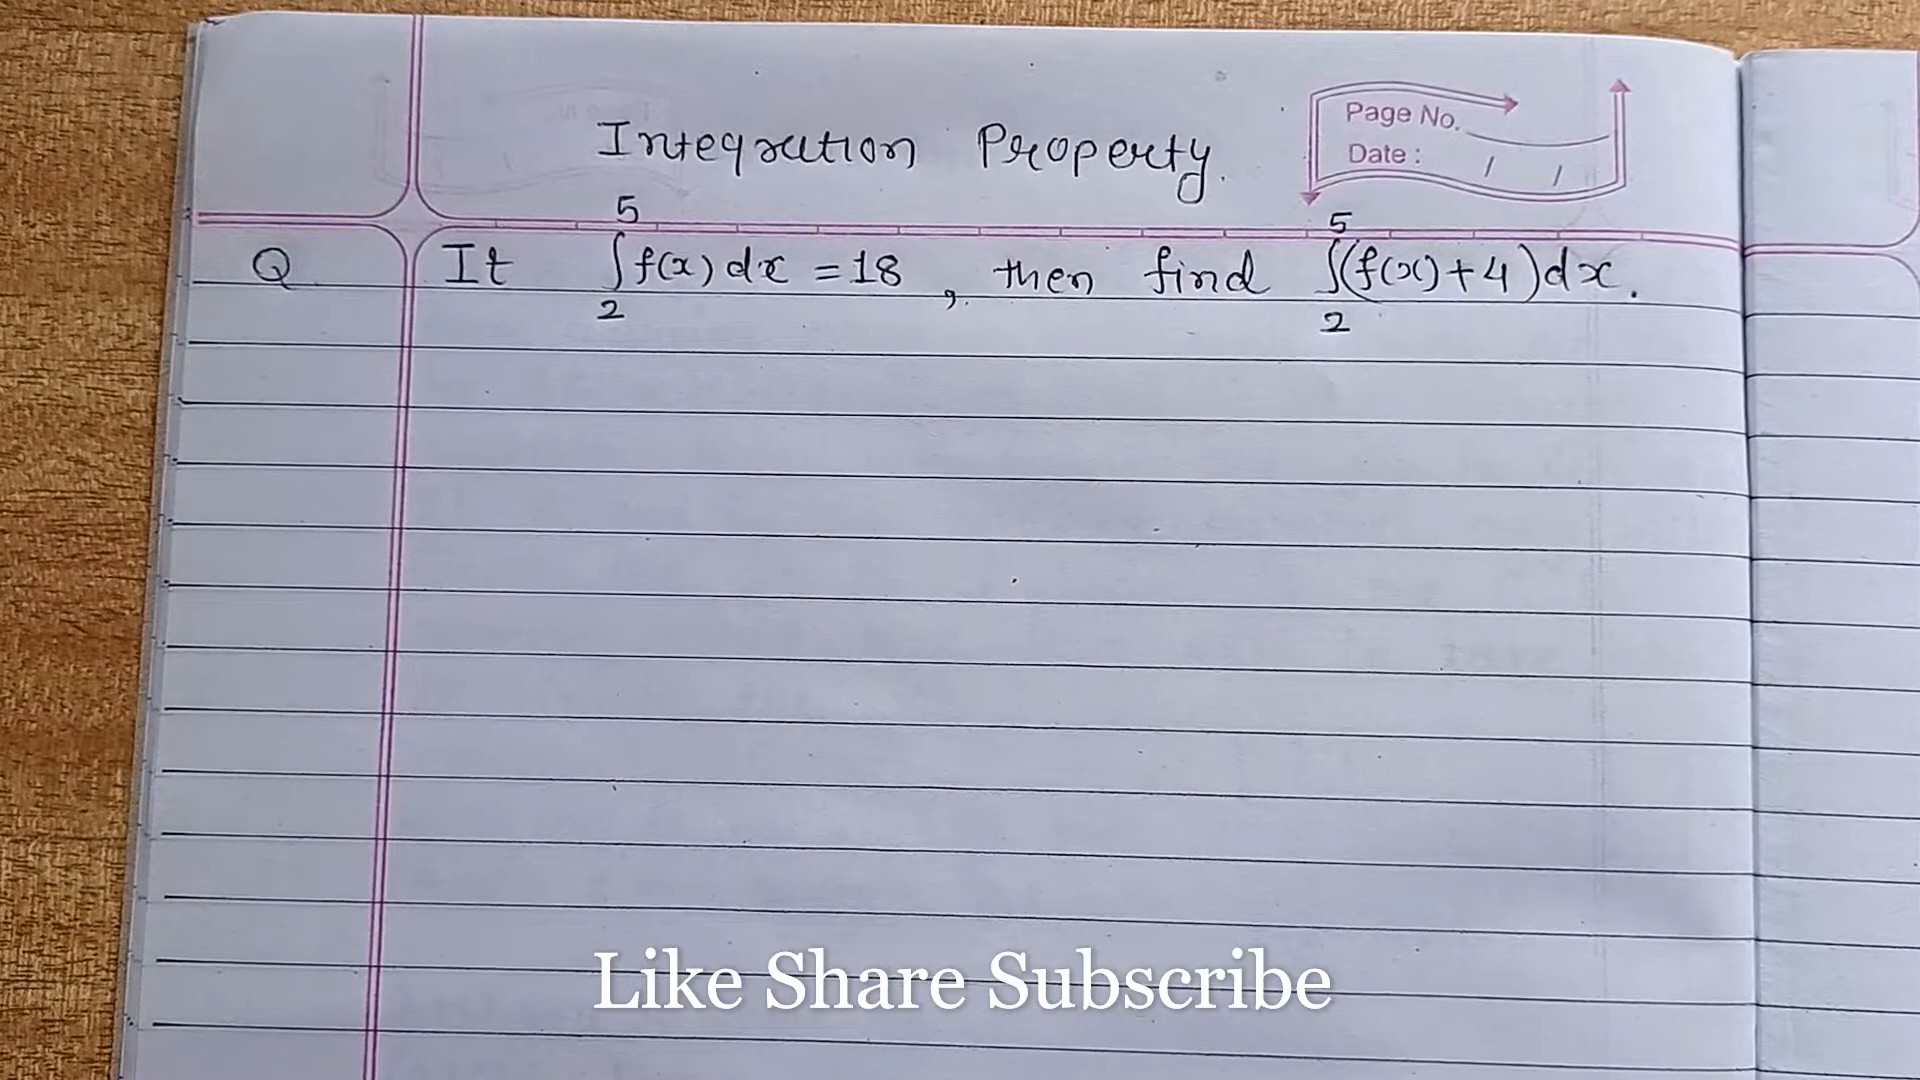 Integration Property.
Page No.
Date : / /
Q If ∫₂⁵ f(x) dx = 18 , then find ∫₂⁵ (f(x) + 4) dx .
Like Share Subscribe